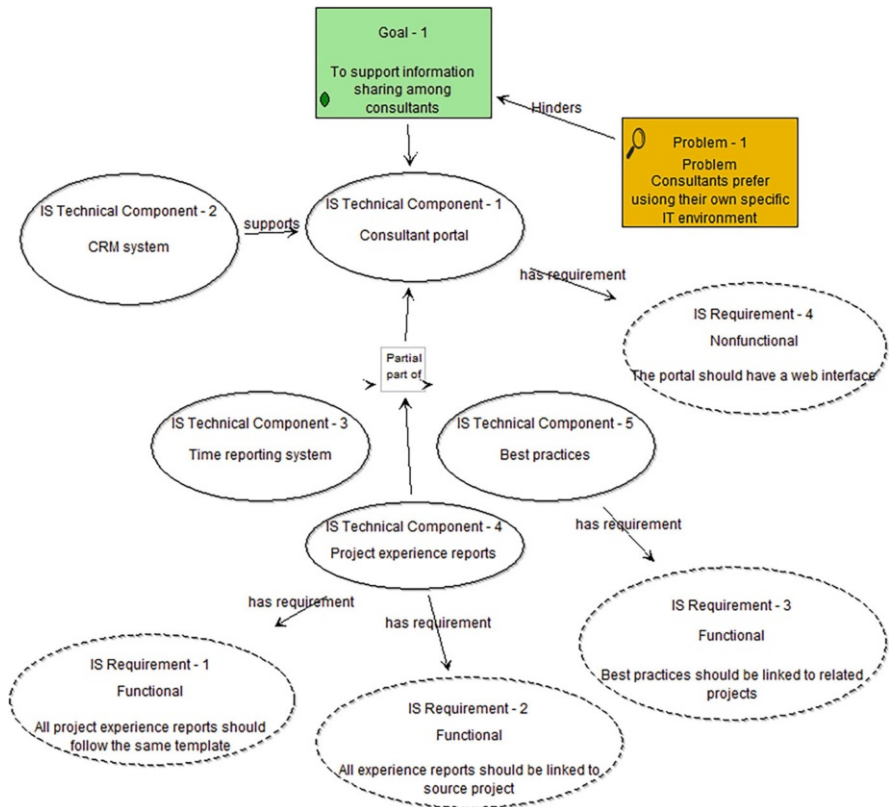 Goal - 1
To support information
sharing among
consultants
Hinders
Problem - 1
Problem
Consultants prefer
usiong their own specific
IT environment
IS Technical Component - 2
CRM system
supports
IS Technical Component - 1
Consultant portal
has requirement
IS Requirement - 4
Nonfunctional
The portal should have a web interface
Partial
part of
IS Technical Component - 3
Time reporting system
IS Technical Component - 5
Best practices
IS Technical Component - 4
Project experience reports
has requirement
IS Requirement - 3
Functional
Best practices should be linked to related
projects
has requirement
has requirement
IS Requirement - 1
Functional
All project experience reports should
follow the same template
IS Requirement - 2
Functional
All experience reports should be linked to
source project